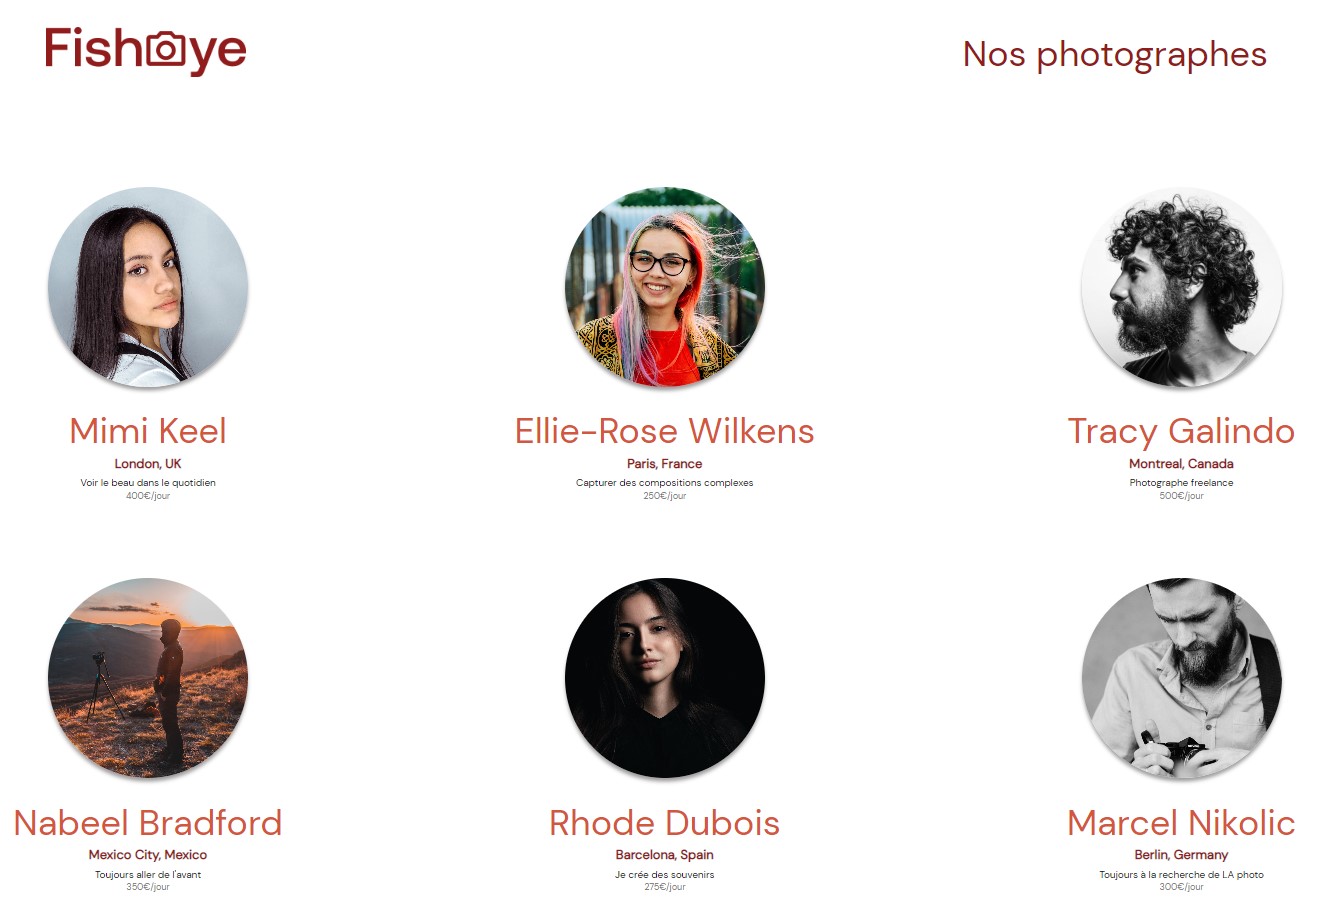 Fisheye
Nos photographes
Mimi Keel
London, UK
Voir le beau dans le quotidien
400€/jour
Ellie-Rose Wilkens
Paris, France
Capturer des compositions complexes
250€/jour
Tracy Galindo
Montreal, Canada
Photographe freelance
500€/jour
Nabeel Bradford
Mexico City, Mexico
Toujours aller de l'avant
350€/jour
Rhode Dubois
Barcelona, Spain
Je crée des souvenirs
275€/jour
Marcel Nikolic
Berlin, Germany
Toujours à la recherche de LA photo
300€/jour